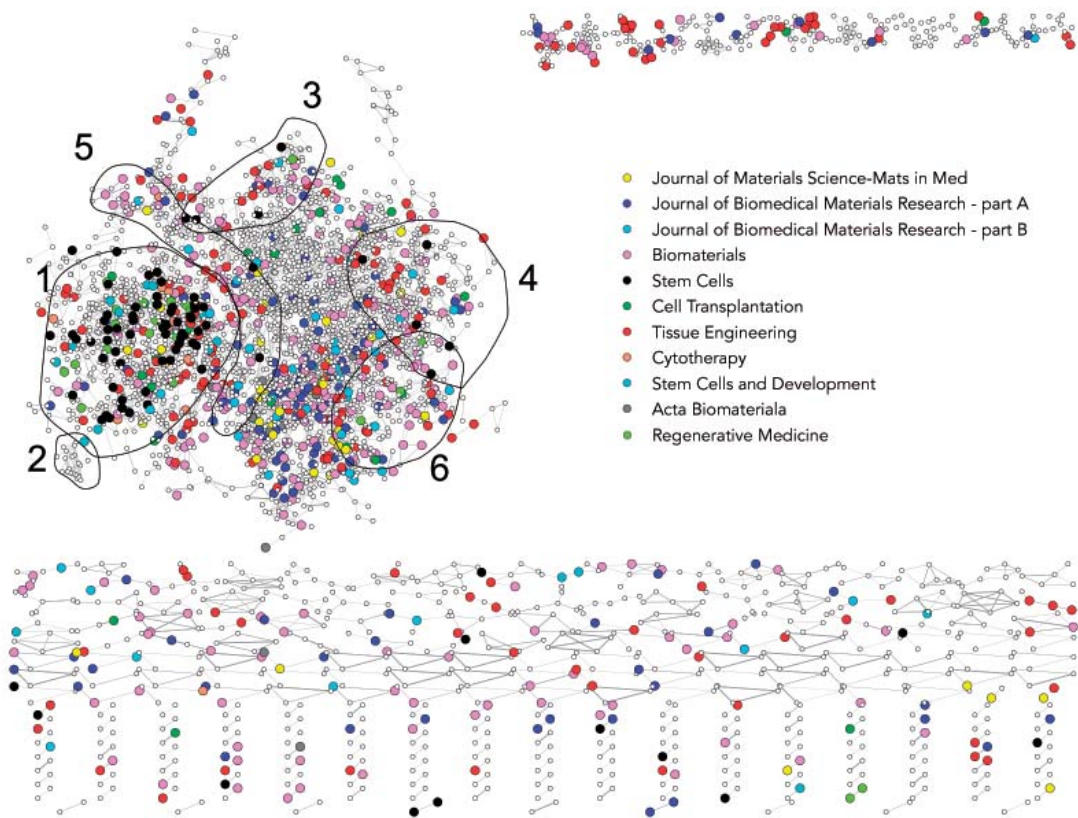 3
5
1
4
2
6
Journal of Materials Science-Mats in Med
Journal of Biomedical Materials Research - part A
Journal of Biomedical Materials Research - part B
Biomaterials
Stem Cells
Cell Transplantation
Tissue Engineering
Cytotherapy
Stem Cells and Development
Acta Biomateriala
Regenerative Medicine